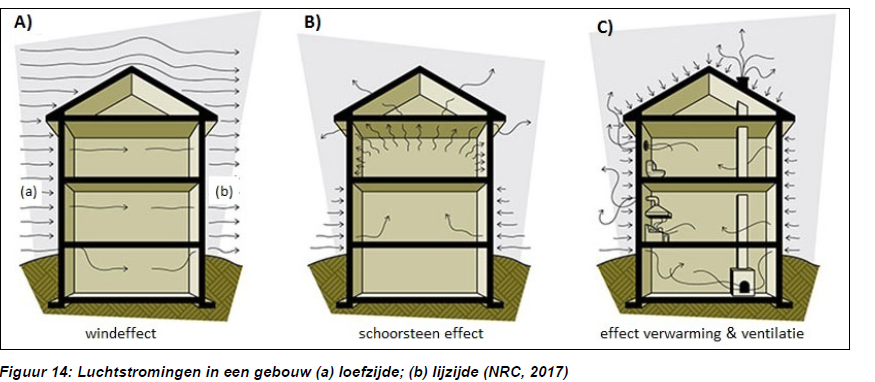 A)
B)
C)
(a)
(b)
windeffect
schoorsteen effect
effect verwarming & ventilatie
Figuur 14: Luchtstromingen in een gebouw (a) loefzijde; (b) lijzijde (NRC, 2017)